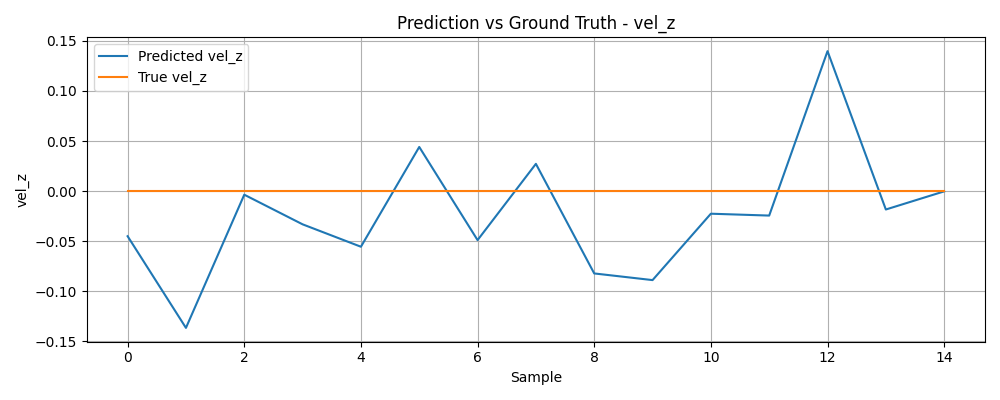 Prediction vs Ground Truth - vel_z
Predicted vel_z
True vel_z
0.15
0.10
0.05
0.00
−0.05
−0.10
−0.15
vel_z
0 2 4 6 8 10 12 14
Sample